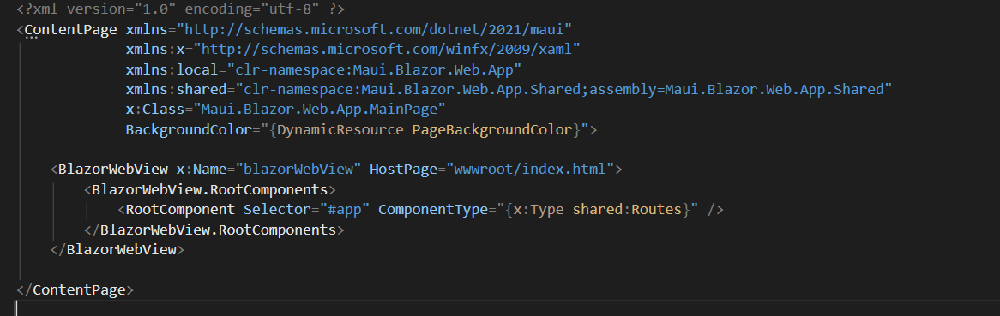 <?xml version="1.0" encoding="utf-8" ?>
<ContentPage xmlns="http://schemas.microsoft.com/dotnet/2021/maui"
             xmlns:x="http://schemas.microsoft.com/winfx/2009/xaml"
             xmlns:local="clr-namespace:Maui.Blazor.Web.App"
             xmlns:shared="clr-namespace:Maui.Blazor.Web.App.Shared;assembly=Maui.Blazor.Web.App.Shared"
             x:Class="Maui.Blazor.Web.App.MainPage"
             BackgroundColor="{DynamicResource PageBackgroundColor}">
    <BlazorWebView x:Name="blazorWebView" HostPage="wwwroot/index.html">
        <BlazorWebView.RootComponents>
            <RootComponent Selector="#app" ComponentType="{x:Type shared:Routes}" />
        </BlazorWebView.RootComponents>
    </BlazorWebView>
</ContentPage>